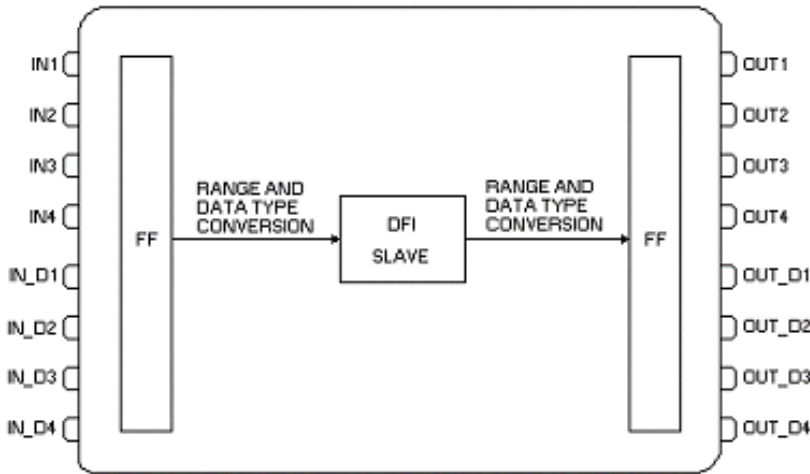 IN1
IN2
IN3
IN4
IN_D1
IN_D2
IN_D3
IN_D4
FF
RANGE AND
DATA TYPE
CONVERSION
DFI
SLAVE
RANGE AND
DATA TYPE
CONVERSION
FF
OUT1
OUT2
OUT3
OUT4
OUT_D1
OUT_D2
OUT_D3
OUT_D4